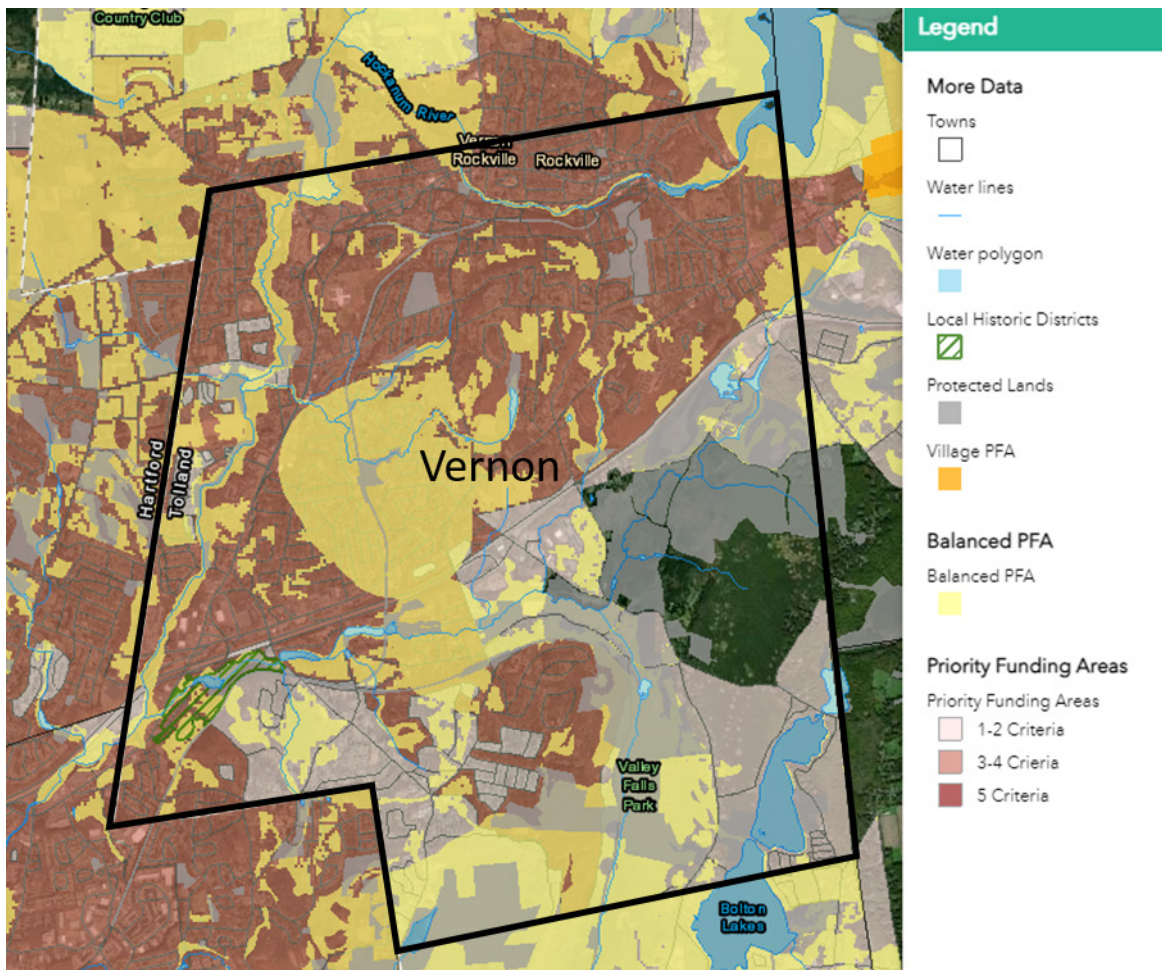 Country Club
Hockanum River
Vernon
Rockville
Rockville
Hartford
Tolland
Vernon
Valley
Falls
Park
Bolton
Lakes
Legend
More Data
Towns
Water lines
Water polygon
Local Historic Districts
Protected Lands
Village PFA
Balanced PFA
Balanced PFA
Priority Funding Areas
Priority Funding Areas
1-2 Criteria
3-4 Crieria
5 Criteria